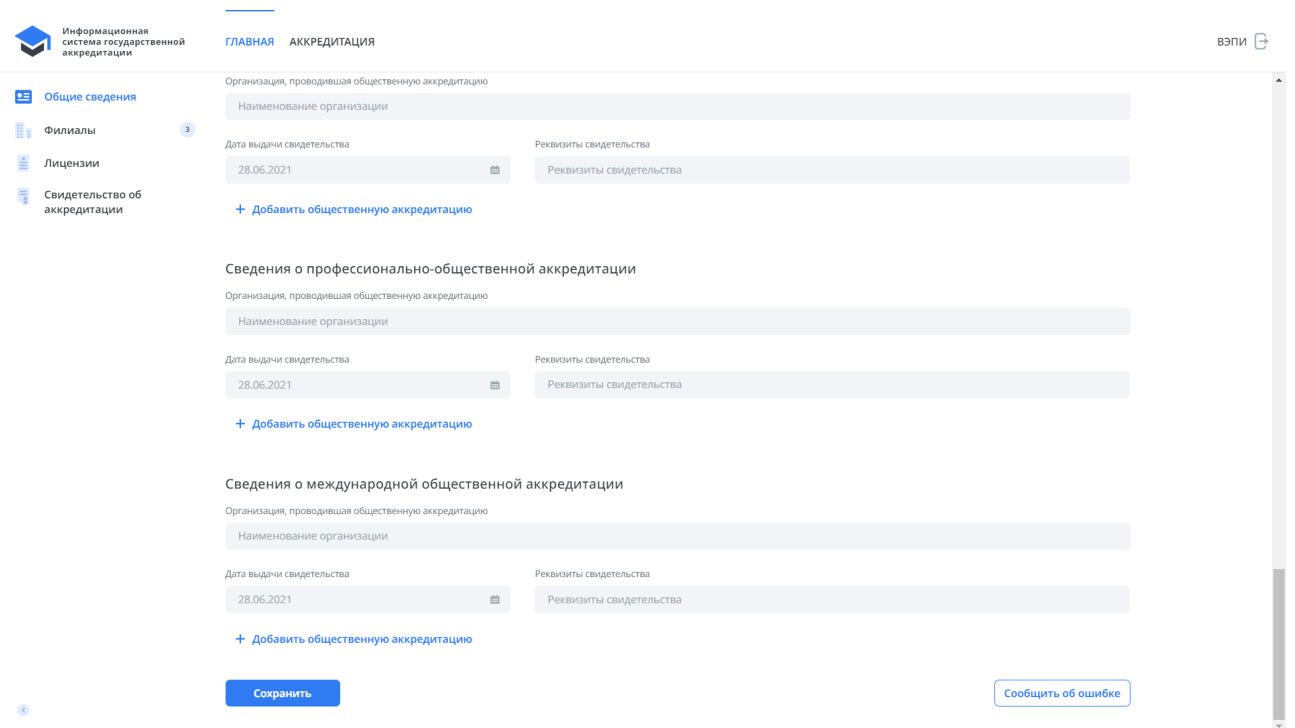 Информационная
система государственной
аккредитации
ГЛАВНАЯ АККРЕДИТАЦИЯ
ВЭПИ
Общие сведения
Филиалы 3
Лицензии
Свидетельство об
аккредитации
Организация, проводившая общественную аккредитацию
Наименование организации
Дата выдачи свидетельства Реквизиты свидетельства
28.06.2021 Реквизиты свидетельства
+ Добавить общественную аккредитацию
Сведения о профессионально-общественной аккредитации
Организация, проводившая общественную аккредитацию
Наименование организации
Дата выдачи свидетельства Реквизиты свидетельства
28.06.2021 Реквизиты свидетельства
+ Добавить общественную аккредитацию
Сведения о международной общественной аккредитации
Организация, проводившая общественную аккредитацию
Наименование организации
Дата выдачи свидетельства Реквизиты свидетельства
28.06.2021 Реквизиты свидетельства
+ Добавить общественную аккредитацию
Сохранить Сообщить об ошибке